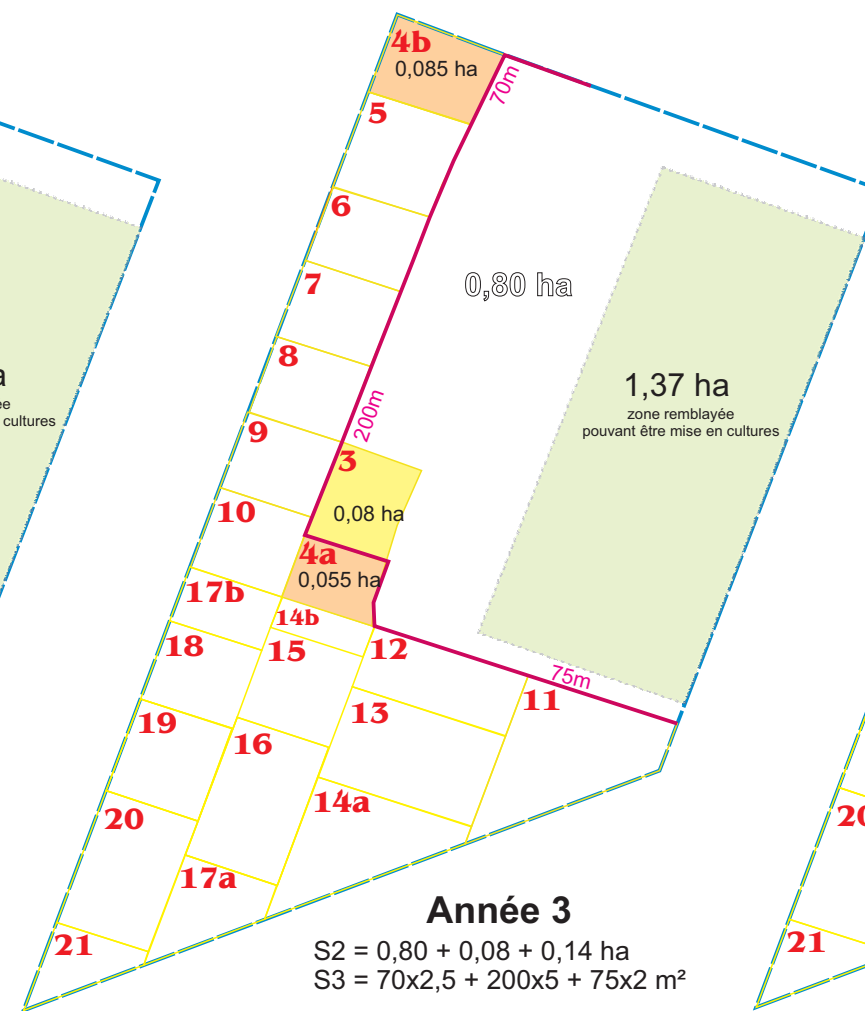 4b
0,085 ha
70m
5
6
7
0,80 ha
8
a
ée
cultures
1,37 ha
zone remblayée
pouvant être mise en cultures
200m
9
3
10
0,08 ha
4a
0,055 ha
17b
14b
18
15
12
75m
11
19
13
16
20
14a
20
17a
21
21
Année 3
S2 = 0,80 + 0,08 + 0,14 ha
S3 = 70x2,5 + 200x5 + 75x2 m²